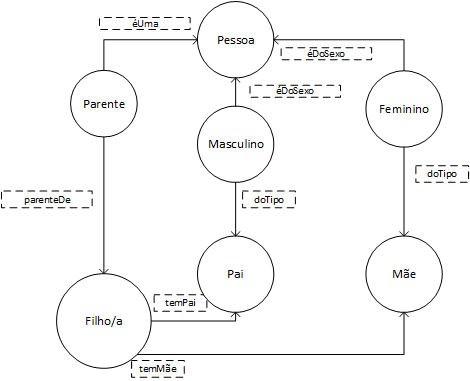 éUma
Pessoa
éDoSexo
éDoSexo
Parente
Feminino
Masculino
doTipo
parenteDe
doTipo
Pai
Mãe
temPai
Filho/a
temMãe